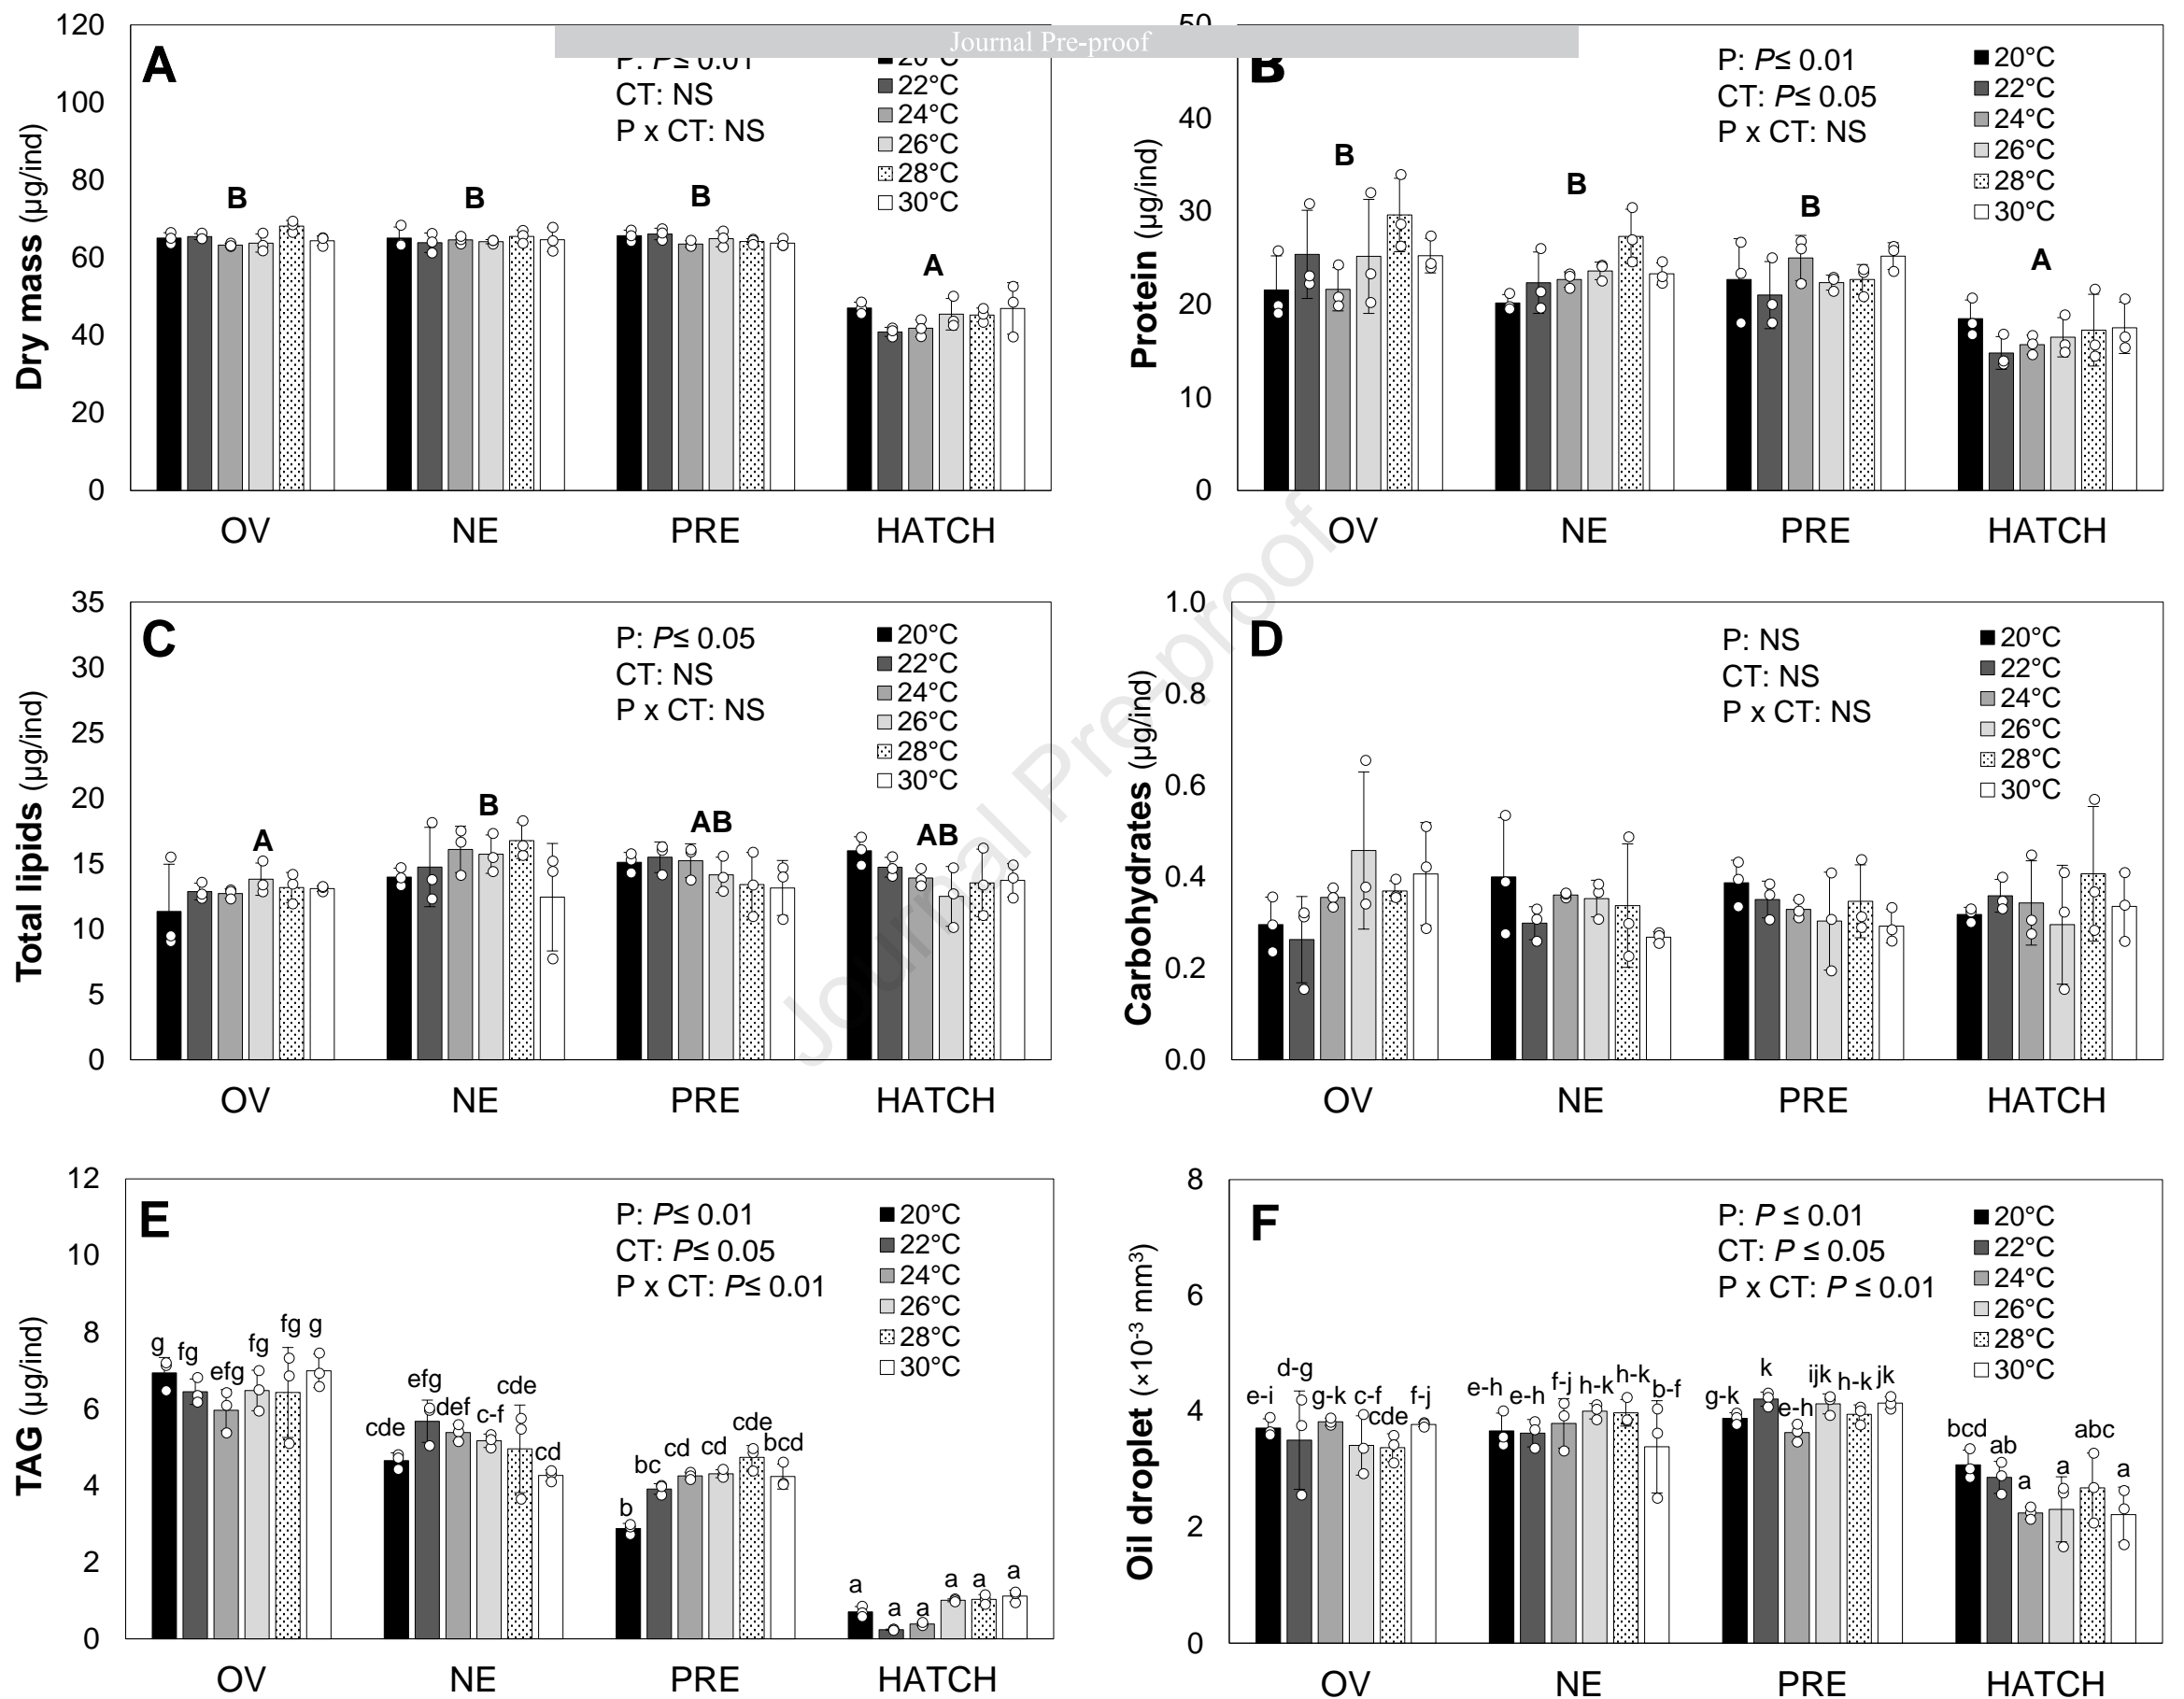 Journal Pre-proof
A
P: P≤ 0.01
CT: NS
P x CT: NS
20°C
22°C
24°C
26°C
28°C
30°C
Dry mass (µg/ind)
120
100
80
60
40
20
0
B
B
B
A
OV
NE
PRE
HATCH
B
P: P≤ 0.01
CT: P≤ 0.05
P x CT: NS
20°C
22°C
24°C
26°C
28°C
30°C
Protein (µg/ind)
50
40
30
20
10
0
B
B
B
A
OV
NE
PRE
HATCH
C
P: P≤ 0.05
CT: NS
P x CT: NS
20°C
22°C
24°C
26°C
28°C
30°C
Total lipids (µg/ind)
35
30
25
20
15
10
5
0
A
B
AB
AB
OV
NE
PRE
HATCH
D
P: NS
CT: NS
P x CT: NS
20°C
22°C
24°C
26°C
28°C
30°C
Carbohydrates (µg/ind)
1.0
0.8
0.6
0.4
0.2
0.0
OV
NE
PRE
HATCH
Journal Pre-proof
E
P: P≤ 0.01
CT: P≤ 0.05
P x CT: P≤ 0.01
20°C
22°C
24°C
26°C
28°C
30°C
TAG (µg/ind)
12
10
8
6
4
2
0
g fg efg fg fg g
cde efg def c-f cde cd
b bc cd cd cde bcd
a a a a a a
OV
NE
PRE
HATCH
F
P: P ≤ 0.01
CT: P ≤ 0.05
P x CT: P ≤ 0.01
20°C
22°C
24°C
26°C
28°C
30°C
Oil droplet (×10⁻³ mm³)
8
6
4
2
0
e-i d-g g-k c-f cde f-j
e-h e-h f-j h-k h-k b-f
g-k k e-h ijk h-k jk
bcd ab a a abc a
OV
NE
PRE
HATCH